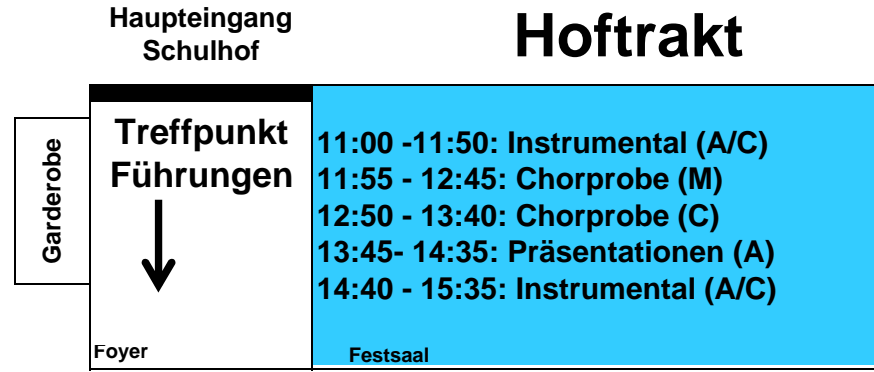 Haupteingang
Schulhof
Hoftrakt
Garderobe
Treffpunkt
Führungen
11:00 -11:50: Instrumental (A/C)
11:55 - 12:45: Chorprobe (M)
12:50 - 13:40: Chorprobe (C)
13:45- 14:35: Präsentationen (A)
14:40 - 15:35: Instrumental (A/C)
Foyer
Festsaal